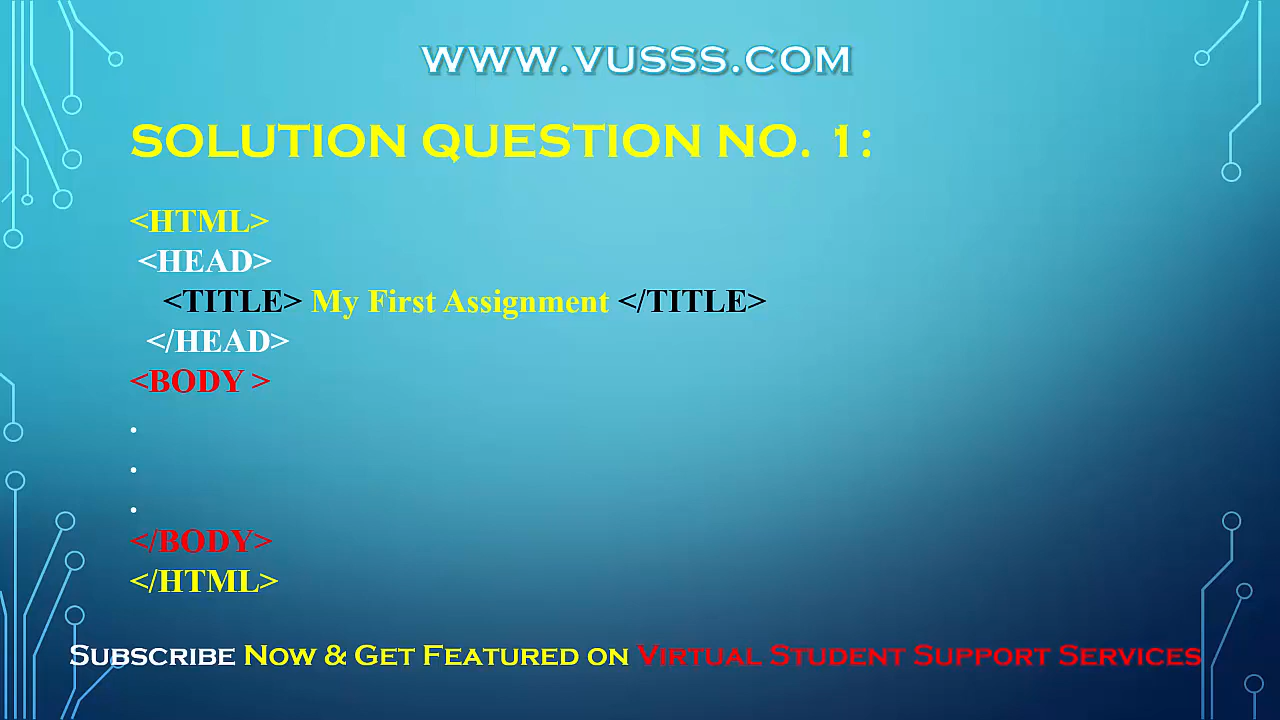 WWW.VUSSS.COM
SOLUTION QUESTION NO. 1:
<HTML>
<HEAD>
<TITLE> My First Assignment </TITLE>
</HEAD>
<BODY >
.
.
.
</BODY>
</HTML>
Subscribe Now & Get Featured on Virtual Student Support Services